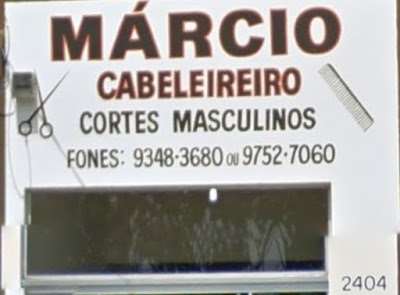 MÁRCIO
CABELEIREIRO
CORTES MASCULINOS
FONES: 9348-3680 OU 9752-7060
2404